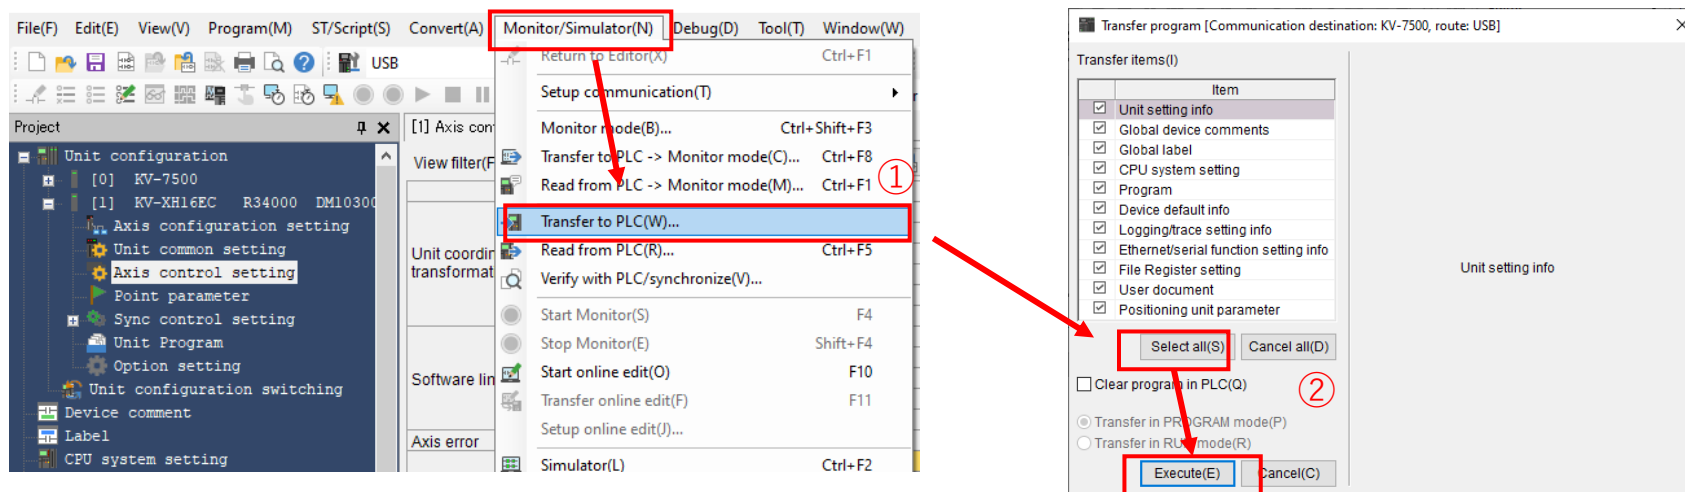 File(F) Edit(E) View(V) Program(M) ST/Script(S) Convert(A) Monitor/Simulator(N) Debug(D) Tool(T) Window(W)
USB
Project
Unit configuration
[0] KV-7500
[1] KV-XH16EC R34000 DM10300
Axis configuration setting
Unit common setting
Axis control setting
Point parameter
Sync control setting
Unit Program
Option setting
Unit configuration switching
Device comment
Label
CPU system setting
[1] Axis con
View filter(F
Unit coordin
transformat
Software lin
Axis error
Return to Editor(X) Ctrl+F1
Setup communication(T)
Monitor mode(B)... Ctrl+Shift+F3
Transfer to PLC -> Monitor mode(C)... Ctrl+F8
Read from PLC -> Monitor mode(M)... Ctrl+F1
①
Transfer to PLC(W)...
Read from PLC(R)... Ctrl+F5
Verify with PLC/synchronize(V)...
Start Monitor(S) F4
Stop Monitor(E) Shift+F4
Start online edit(O) F10
Transfer online edit(F) F11
Setup online edit(J)...
Simulator(L) Ctrl+F2
Transfer program [Communication destination: KV-7500, route: USB]
Transfer items(I)
Item
Unit setting info
Global device comments
Global label
CPU system setting
Program
Device default info
Logging/trace setting info
Ethernet/serial function setting info
File Register setting
User document
Positioning unit parameter
Select all(S) Cancel all(D)
Clear program in PLC(Q)
②
Transfer in PROGRAM mode(P)
Transfer in RUN mode(R)
Execute(E) Cancel(C)
Unit setting info